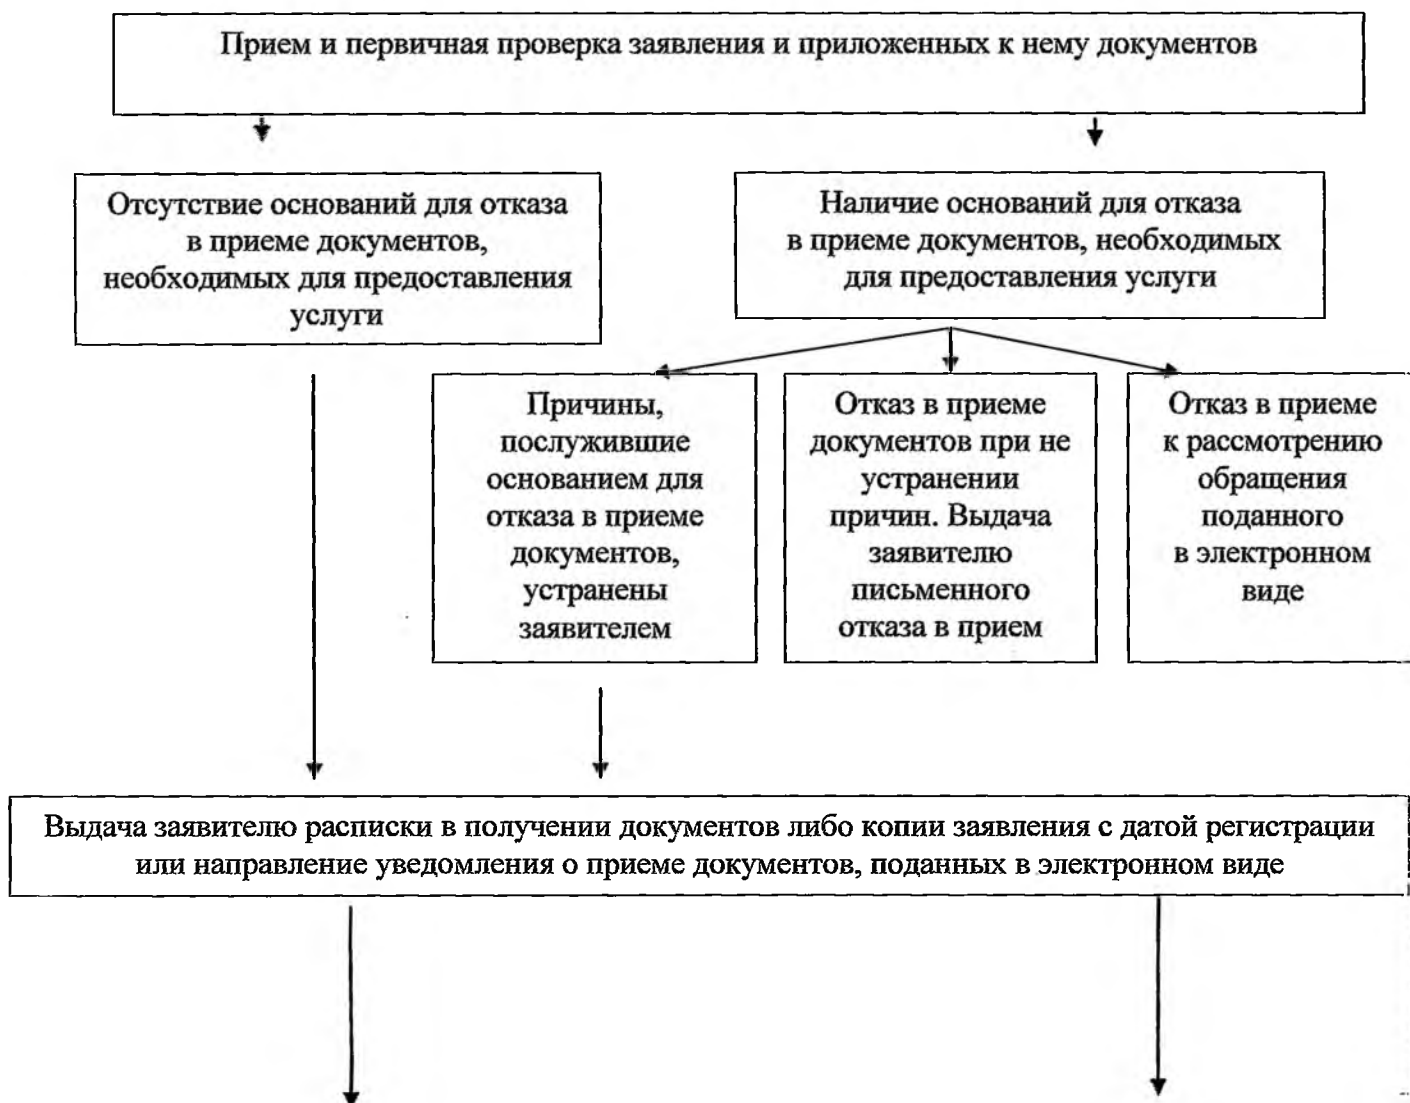 Прием и первичная проверка заявления и приложенных к нему документов
Отсутствие оснований для отказа
в приеме документов,
необходимых для предоставления
услуги
Наличие оснований для отказа
в приеме документов, необходимых
для предоставления услуги
Причины,
послужившие
основанием для
отказа в приеме
документов,
устранены
заявителем
Отказ в приеме
документов при не
устранении
причин. Выдача
заявителю
письменного
отказа в прием
Отказ в приеме
к рассмотрению
обращения
поданного
в электронном
виде
Выдача заявителю расписки в получении документов либо копии заявления с датой регистрации
или направление уведомления о приеме документов, поданных в электронном виде